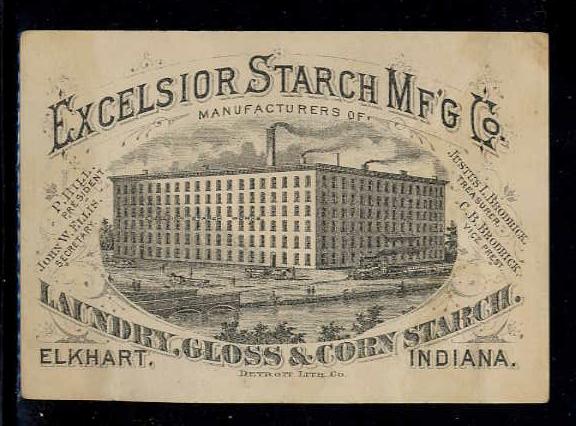 EXCELSIOR STARCH MF'G CO.
MANUFACTURERS OF
P. HILL,
PRESIDENT
JOHN W. ELLIS,
SECRETARY
JUSTUS L. BRODRICK,
TREASURER.
C. B. BRODRICK,
VICE PREST.
LAUNDRY, GLOSS & CORN STARCH.
ELKHART,
INDIANA.
DETROIT LITH. CO.